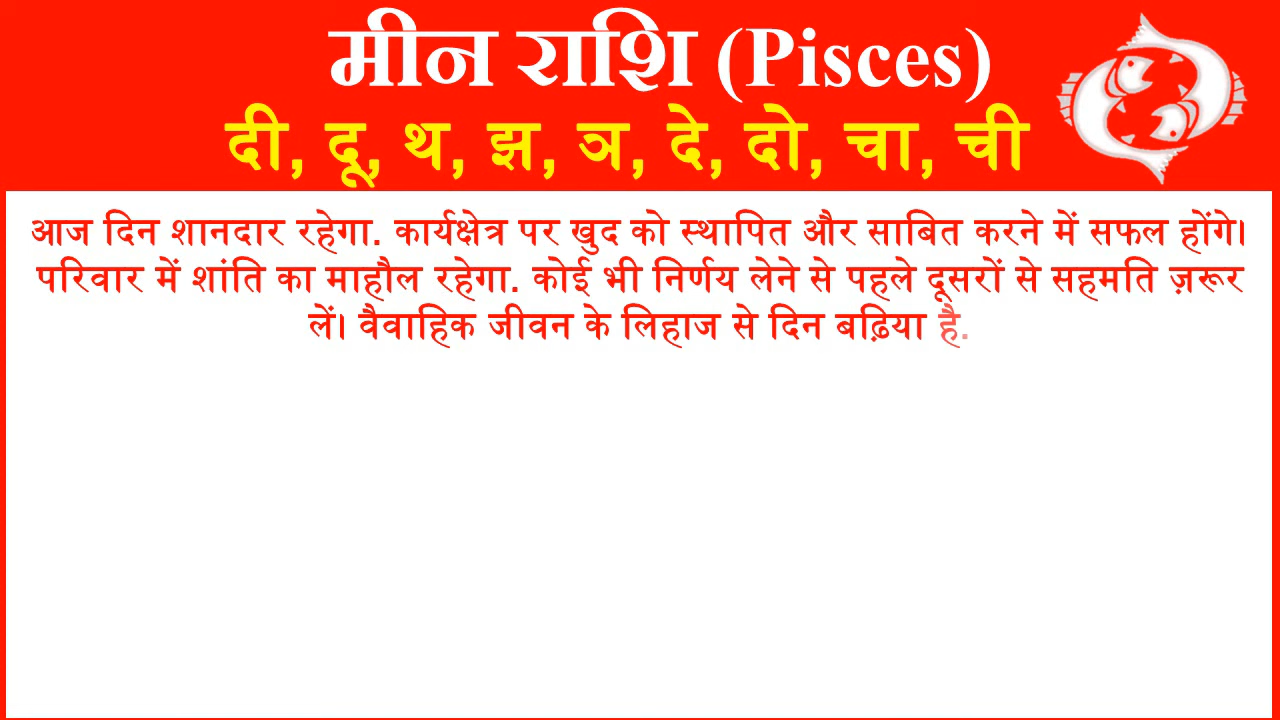 मीन राशि (Pisces)
दी, दू, थ, झ, ञ, दे, दो, चा, ची
आज दिन शानदार रहेगा. कार्यक्षेत्र पर खुद को स्थापित और साबित करने में सफल होंगे।
परिवार में शांति का माहौल रहेगा. कोई भी निर्णय लेने से पहले दूसरों से सहमति ज़रूर
लें। वैवाहिक जीवन के लिहाज से दिन बढ़िया है.